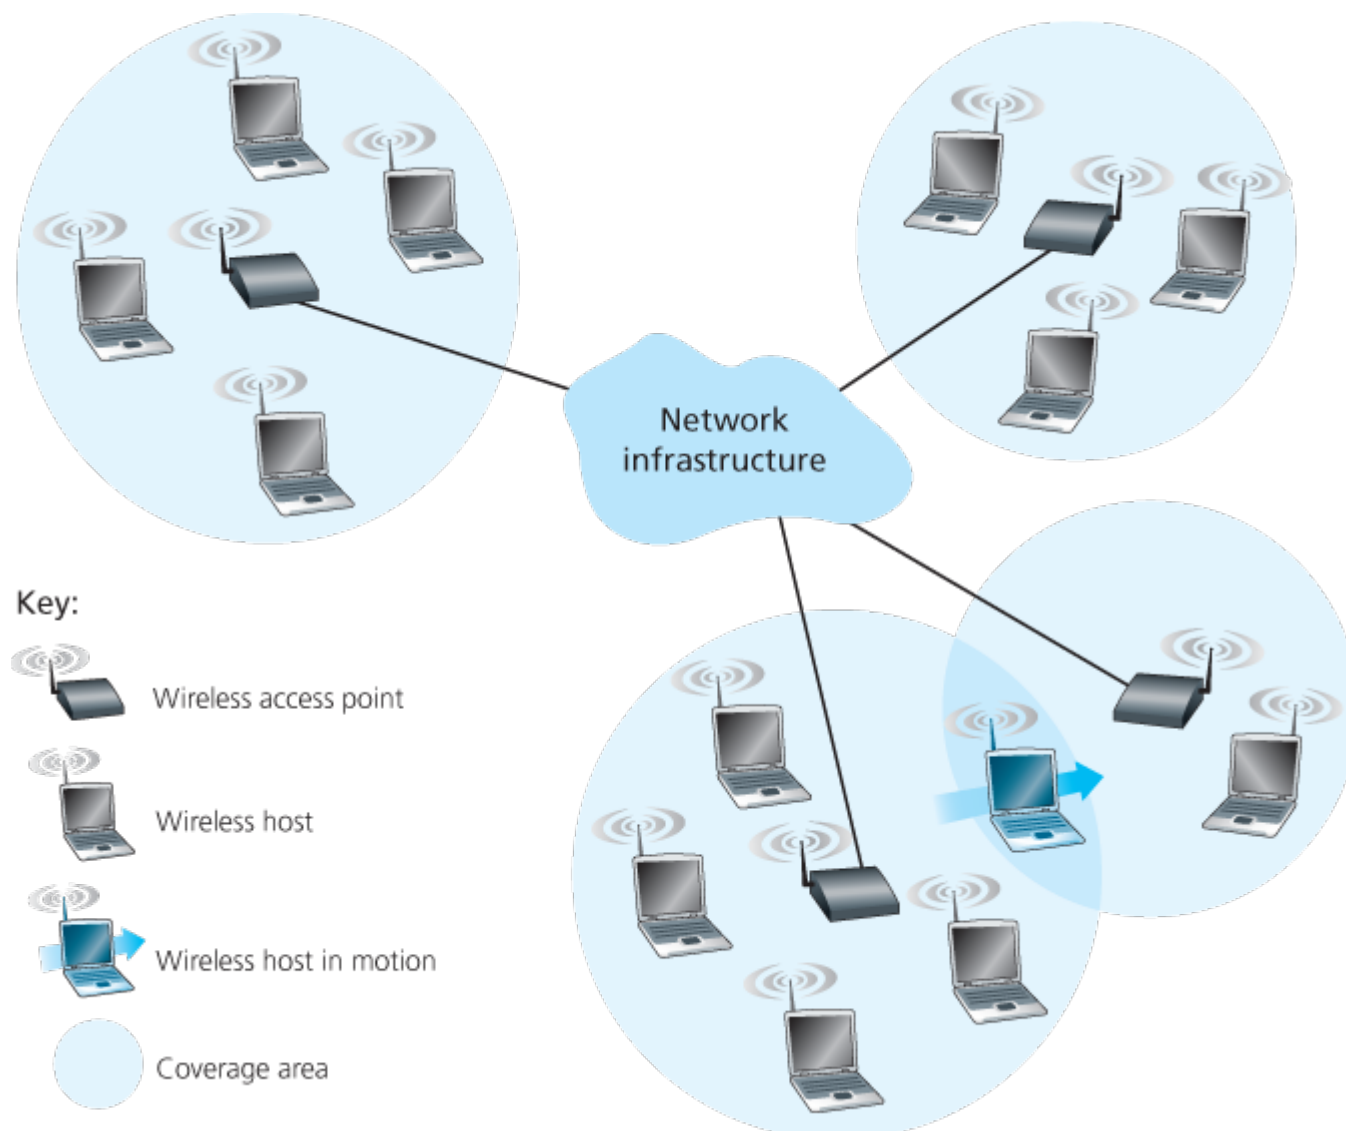 Network
infrastructure
Key:
Wireless access point
Wireless host
Wireless host in motion
Coverage area